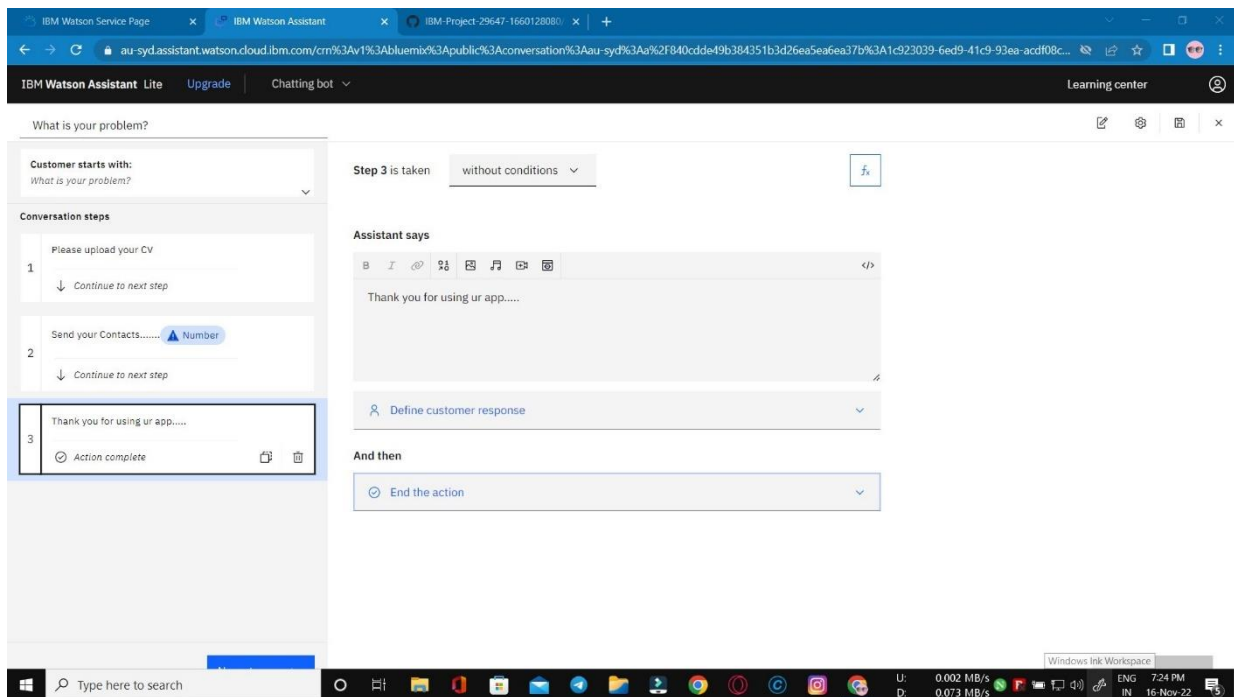 IBM Watson Service Page
IBM Watson Assistant
IBM-Project-29647-1660128080/
au-syd.assistant.watson.cloud.ibm.com/crn%3Av1%3Abluemix%3Apublic%3Aconversation%3Aau-syd%3Aa%2F840cdde49b384351b3d26ea5ea6ea37b%3A1c923039-6ed9-41c9-93ea-acdf08c...
IBM Watson Assistant Lite Upgrade Chatting bot Learning center
What is your problem?
Customer starts with:
What is your problem?
Conversation steps
1
Please upload your CV
Continue to next step
2
Send your Contacts....... Number
Continue to next step
3
Thank you for using ur app.....
Action complete
Step 3 is taken without conditions fx
Assistant says
B I </>
Thank you for using ur app.....
Define customer response
And then
End the action
Windows Ink Workspace
Type here to search
U: 0.002 MB/s
D: 0.073 MB/s
ENG
IN
7:24 PM
16-Nov-22